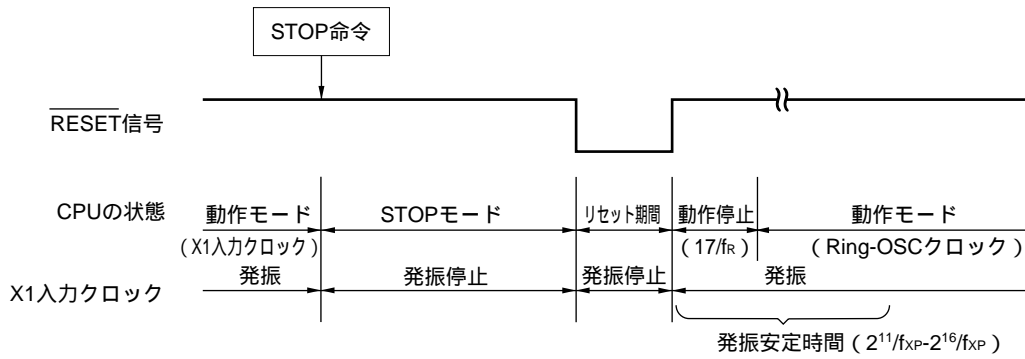 STOP命令
RESET信号
CPUの状態
動作モード
(X1入力クロック)
STOPモード
リセット期間
動作停止
(17/fR)
動作モード
(Ring-OSCクロック)
X1入力クロック
発振
発振停止
発振停止
発振
発振安定時間(2¹¹/fXP-2¹⁶/fXP)